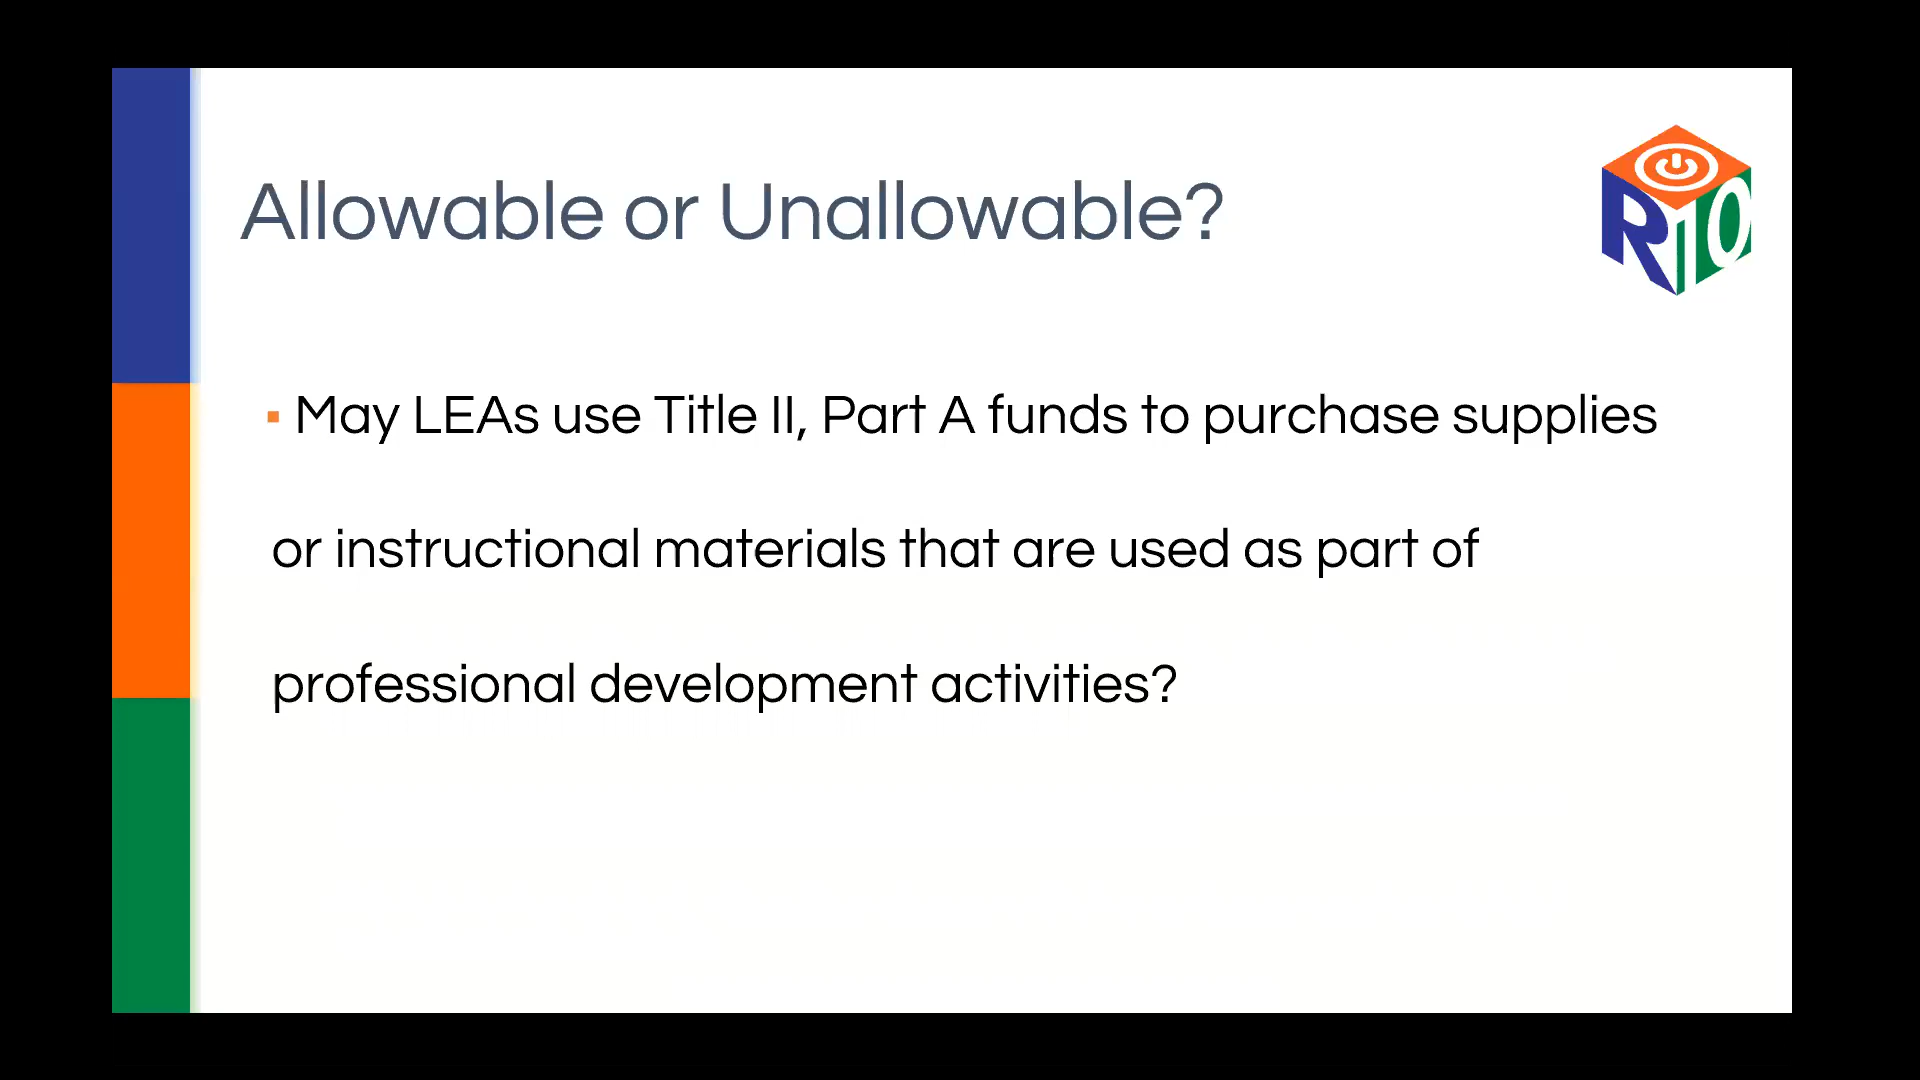 Allowable or Unallowable?
R10
▪ May LEAs use Title II, Part A funds to purchase supplies
or instructional materials that are used as part of
professional development activities?